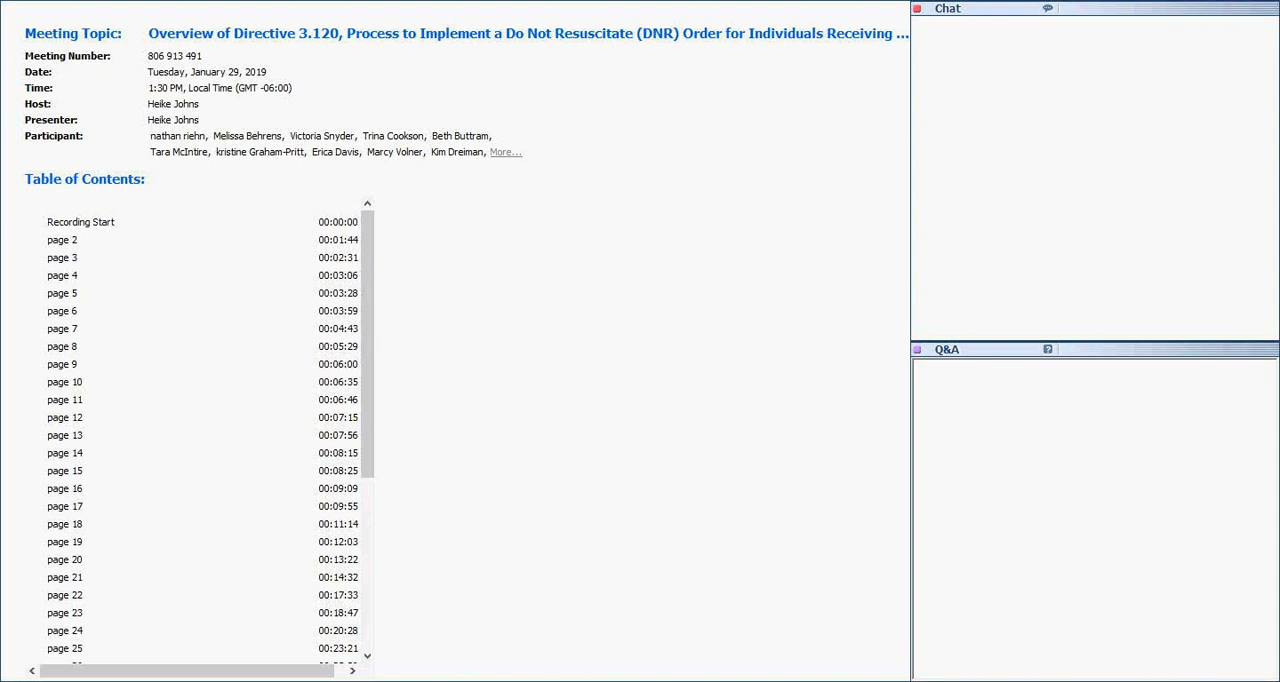 Meeting Topic: Overview of Directive 3.120, Process to Implement a Do Not Resuscitate (DNR) Order for Individuals Receiving ...
Meeting Number: 806 913 491
Date: Tuesday, January 29, 2019
Time: 1:30 PM, Local Time (GMT -06:00)
Host: Heike Johns
Presenter: Heike Johns
Participant: nathan riehn, Melissa Behrens, Victoria Snyder, Trina Cookson, Beth Buttram,
Tara McIntire, kristine Graham-Pritt, Erica Davis, Marcy Volner, Kim Dreiman, More...
Table of Contents:
Recording Start 00:00:00
page 2 00:01:44
page 3 00:02:31
page 4 00:03:06
page 5 00:03:28
page 6 00:03:59
page 7 00:04:43
page 8 00:05:29
page 9 00:06:00
page 10 00:06:35
page 11 00:06:46
page 12 00:07:15
page 13 00:07:56
page 14 00:08:15
page 15 00:08:25
page 16 00:09:09
page 17 00:09:55
page 18 00:11:14
page 19 00:12:03
page 20 00:13:22
page 21 00:14:32
page 22 00:17:33
page 23 00:18:47
page 24 00:20:28
page 25 00:23:21
Chat
Q&A